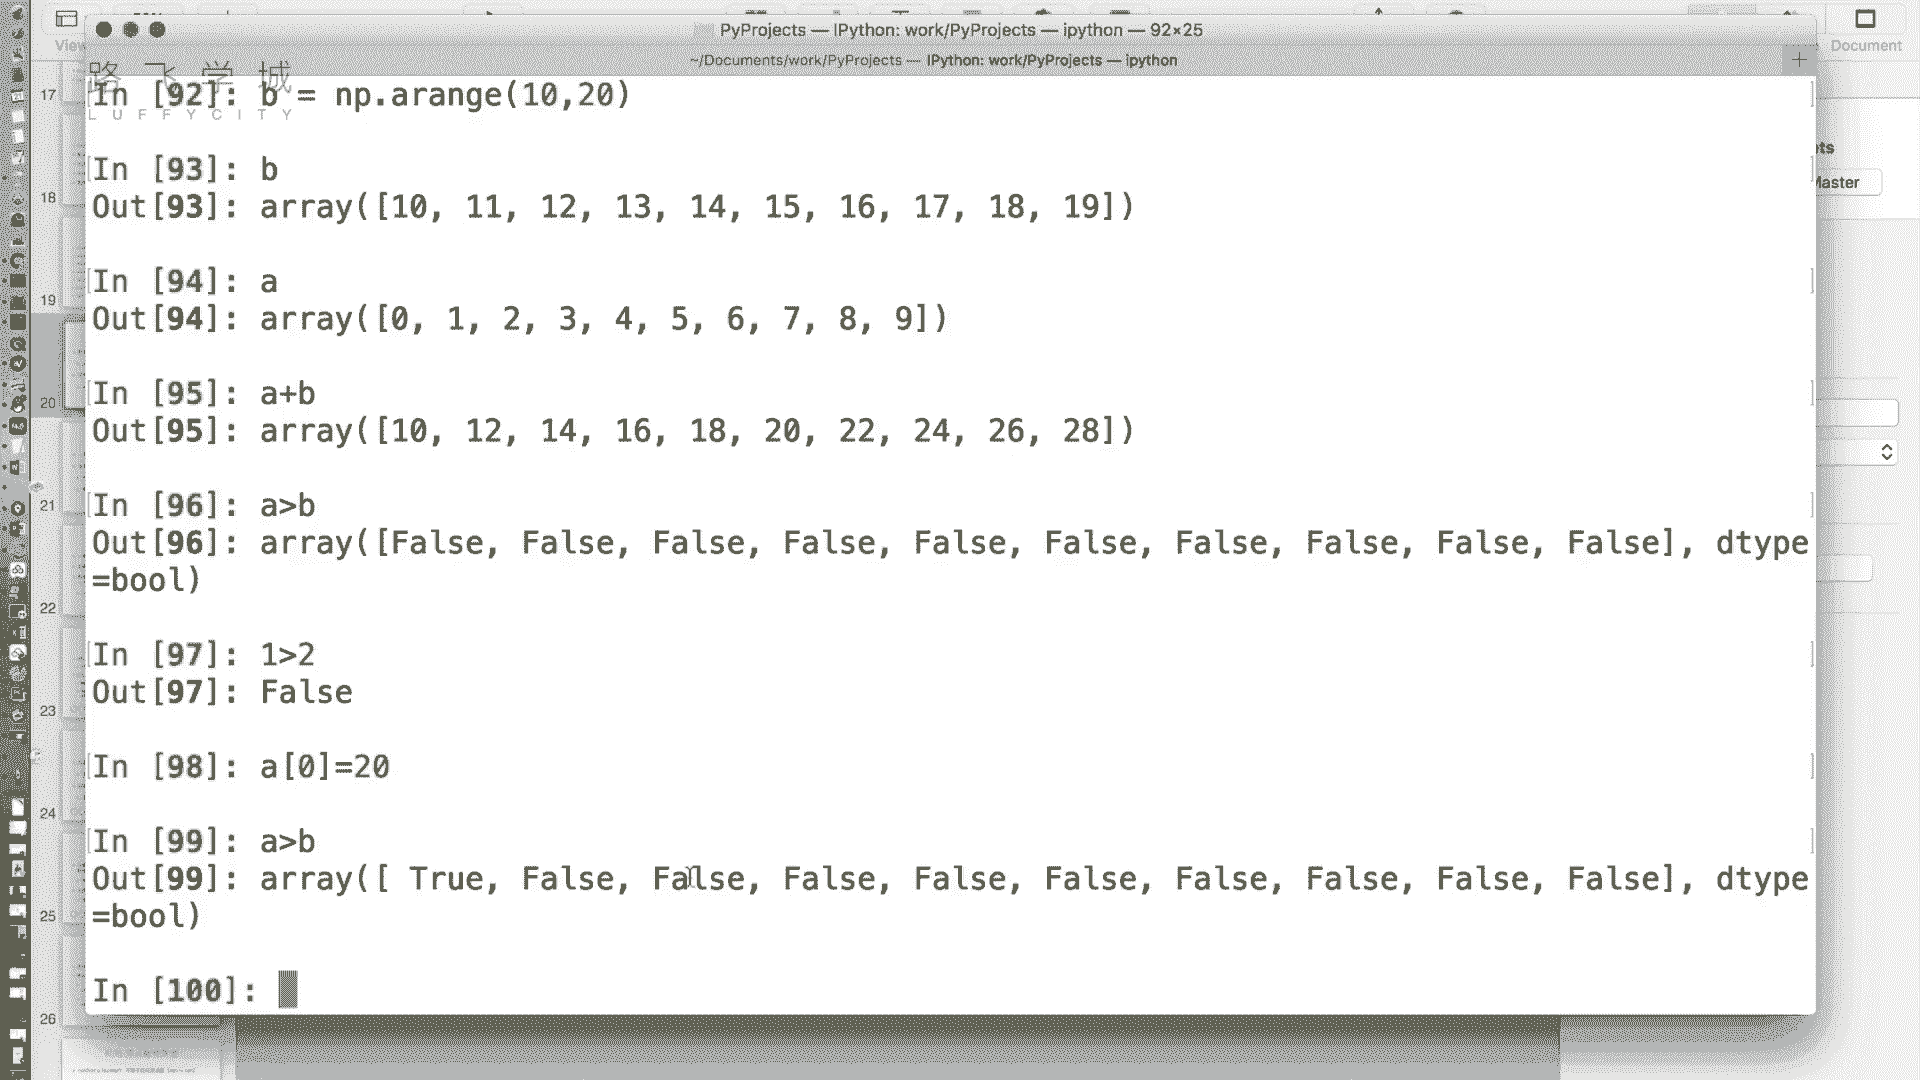 PyProjects — IPython: work/PyProjects — ipython — 92×25
View
Document
~/Documents/work/PyProjects — IPython: work/PyProjects — ipython
路飞学城
LUFFYCITY
In [92]: b = np.arange(10,20)
In [93]: b
Out[93]: array([10, 11, 12, 13, 14, 15, 16, 17, 18, 19])
In [94]: a
Out[94]: array([0, 1, 2, 3, 4, 5, 6, 7, 8, 9])
In [95]: a+b
Out[95]: array([10, 12, 14, 16, 18, 20, 22, 24, 26, 28])
In [96]: a>b
Out[96]: array([False, False, False, False, False, False, False, False, False, False], dtype
=bool)
In [97]: 1>2
Out[97]: False
In [98]: a[0]=20
In [99]: a>b
Out[99]: array([ True, False, False, False, False, False, False, False, False, False], dtype
=bool)
In [100]:
17
18
19
20
21
22
23
24
25
26